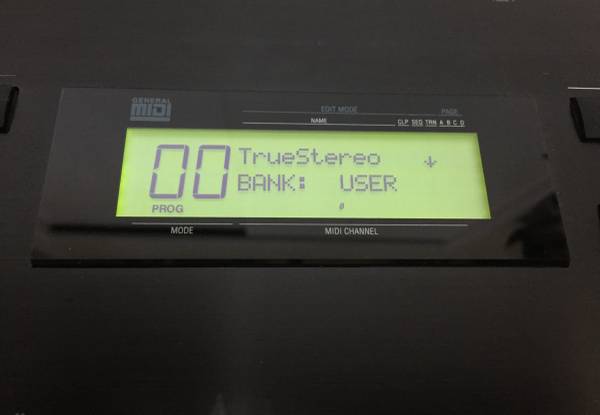 GENERAL
MIDI
EDIT MODE
PAGE
NAME
CLP SEQ TRN A B C D
00
TrueStereo
BANK: USER
PROG
MODE
MIDI CHANNEL